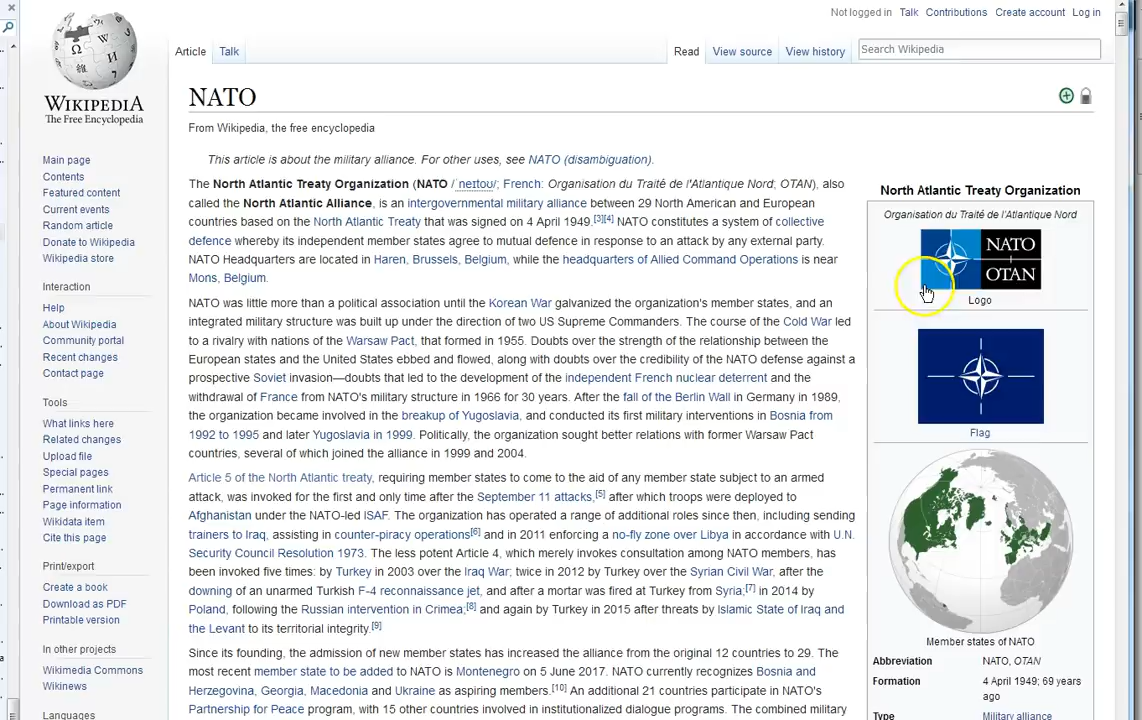 Not logged in Talk Contributions Create account Log in
Article Talk
Read View source View history Search Wikipedia
WIKIPEDIA
The Free Encyclopedia
Main page
Contents
Featured content
Current events
Random article
Donate to Wikipedia
Wikipedia store
Interaction
Help
About Wikipedia
Community portal
Recent changes
Contact page
Tools
What links here
Related changes
Upload file
Special pages
Permanent link
Page information
Wikidata item
Cite this page
Print/export
Create a book
Download as PDF
Printable version
In other projects
Wikimedia Commons
Wikinews
Languages
NATO
From Wikipedia, the free encyclopedia
This article is about the military alliance. For other uses, see NATO (disambiguation).
The North Atlantic Treaty Organization (NATO /ˈneɪtoʊ/; French: Organisation du Traité de l'Atlantique Nord; OTAN), also
called the North Atlantic Alliance, is an intergovernmental military alliance between 29 North American and European
countries based on the North Atlantic Treaty that was signed on 4 April 1949.[3][4] NATO constitutes a system of collective
defence whereby its independent member states agree to mutual defence in response to an attack by any external party.
NATO Headquarters are located in Haren, Brussels, Belgium, while the headquarters of Allied Command Operations is near
Mons, Belgium.
NATO was little more than a political association until the Korean War galvanized the organization's member states, and an
integrated military structure was built up under the direction of two US Supreme Commanders. The course of the Cold War led
to a rivalry with nations of the Warsaw Pact, that formed in 1955. Doubts over the strength of the relationship between the
European states and the United States ebbed and flowed, along with doubts over the credibility of the NATO defense against a
prospective Soviet invasion—doubts that led to the development of the independent French nuclear deterrent and the
withdrawal of France from NATO's military structure in 1966 for 30 years. After the fall of the Berlin Wall in Germany in 1989,
the organization became involved in the breakup of Yugoslavia, and conducted its first military interventions in Bosnia from
1992 to 1995 and later Yugoslavia in 1999. Politically, the organization sought better relations with former Warsaw Pact
countries, several of which joined the alliance in 1999 and 2004.
Article 5 of the North Atlantic treaty, requiring member states to come to the aid of any member state subject to an armed
attack, was invoked for the first and only time after the September 11 attacks,[5] after which troops were deployed to
Afghanistan under the NATO-led ISAF. The organization has operated a range of additional roles since then, including sending
trainers to Iraq, assisting in counter-piracy operations[6] and in 2011 enforcing a no-fly zone over Libya in accordance with U.N.
Security Council Resolution 1973. The less potent Article 4, which merely invokes consultation among NATO members, has
been invoked five times: by Turkey in 2003 over the Iraq War; twice in 2012 by Turkey over the Syrian Civil War, after the
downing of an unarmed Turkish F-4 reconnaissance jet, and after a mortar was fired at Turkey from Syria;[7] in 2014 by
Poland, following the Russian intervention in Crimea;[8] and again by Turkey in 2015 after threats by Islamic State of Iraq and
the Levant to its territorial integrity.[9]
Since its founding, the admission of new member states has increased the alliance from the original 12 countries to 29. The
most recent member state to be added to NATO is Montenegro on 5 June 2017. NATO currently recognizes Bosnia and
Herzegovina, Georgia, Macedonia and Ukraine as aspiring members.[10] An additional 21 countries participate in NATO's
Partnership for Peace program, with 15 other countries involved in institutionalized dialogue programs. The combined military
North Atlantic Treaty Organization
Organisation du Traité de l'Atlantique Nord
NATO
OTAN
Logo
Flag
Member states of NATO
Abbreviation NATO, OTAN
Formation 4 April 1949; 69 years
ago
Type Military alliance